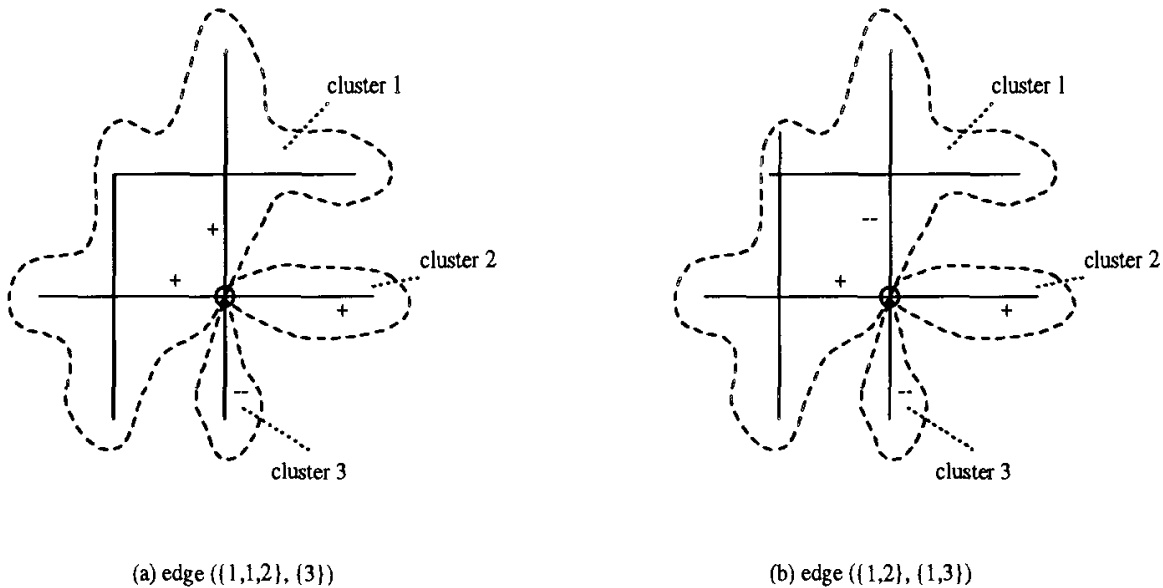 cluster 1
+
+
cluster 2
+
--
cluster 3
(a) edge ({1,1,2}, {3})
cluster 1
--
+
cluster 2
+
--
cluster 3
(b) edge ({1,2}, {1,3})